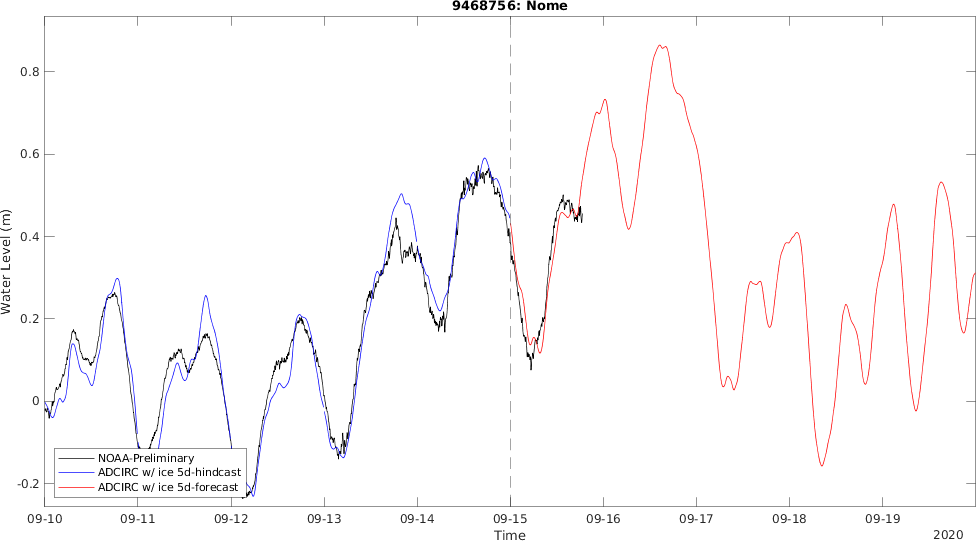 9468756: Nome
Water Level (m)
0.8
0.6
0.4
0.2
0
-0.2
NOAA-Preliminary
ADCIRC w/ ice 5d-hindcast
ADCIRC w/ ice 5d-forecast
09-10 09-11 09-12 09-13 09-14 09-15 09-16 09-17 09-18 09-19
Time
2020